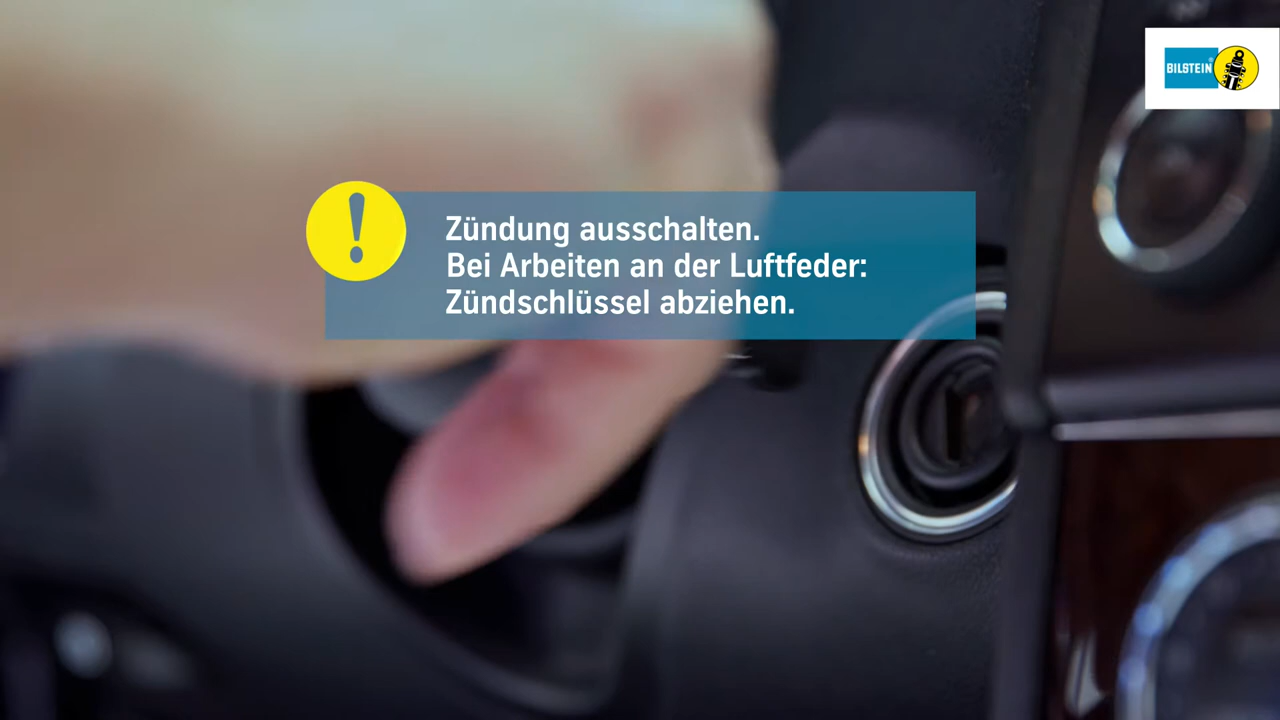 BILSTEIN
Zündung ausschalten.
Bei Arbeiten an der Luftfeder:
Zündschlüssel abziehen.